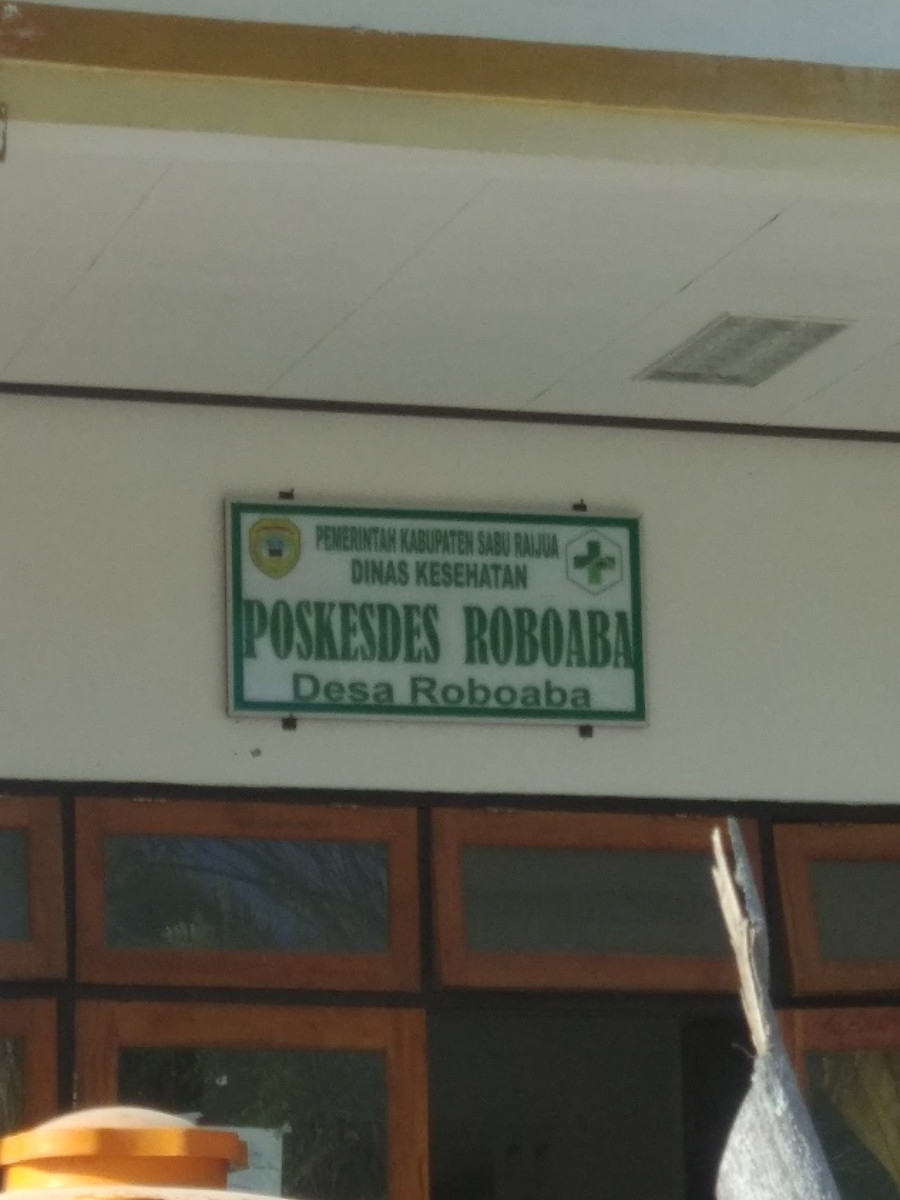 PEMERINTAH KABUPATEN SABU RAIJUA
DINAS KESEHATAN
POSKESDES ROBOABA
Desa Roboaba